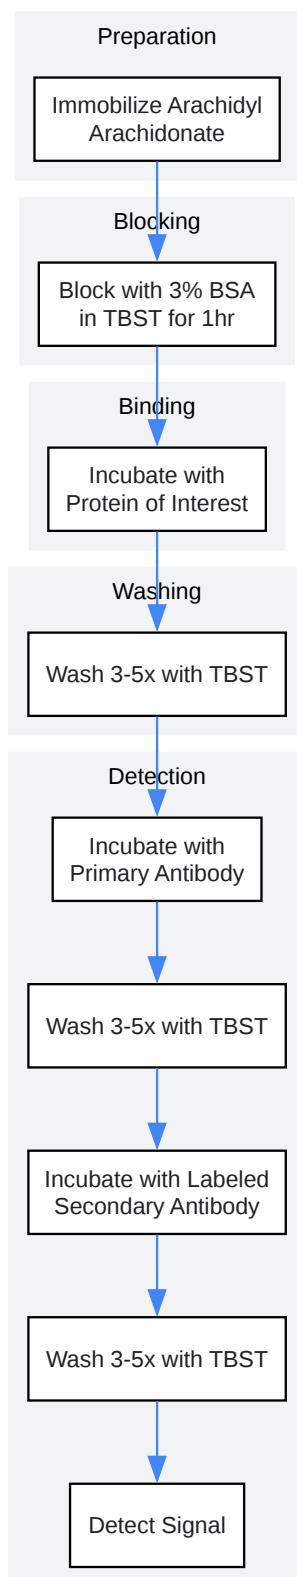 Preparation
Immobilize Arachidyl
Arachidonate
Blocking
Block with 3% BSA
in TBST for 1hr
Binding
Incubate with
Protein of Interest
Washing
Wash 3-5x with TBST
Detection
Incubate with
Primary Antibody
Wash 3-5x with TBST
Incubate with Labeled
Secondary Antibody
Wash 3-5x with TBST
Detect Signal